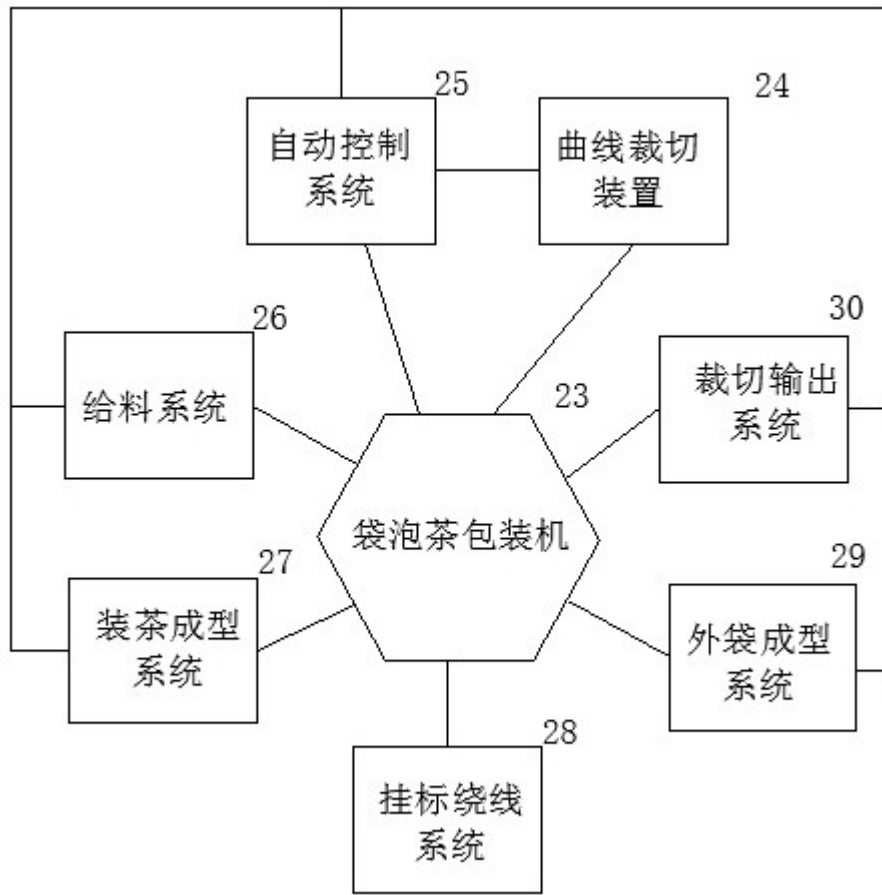 25
自动控制
系统
24
曲线裁切
装置
26
给料系统
30
裁切输出
系统
23
袋泡茶包装机
27
装茶成型
系统
29
外袋成型
系统
28
挂标绕线
系统